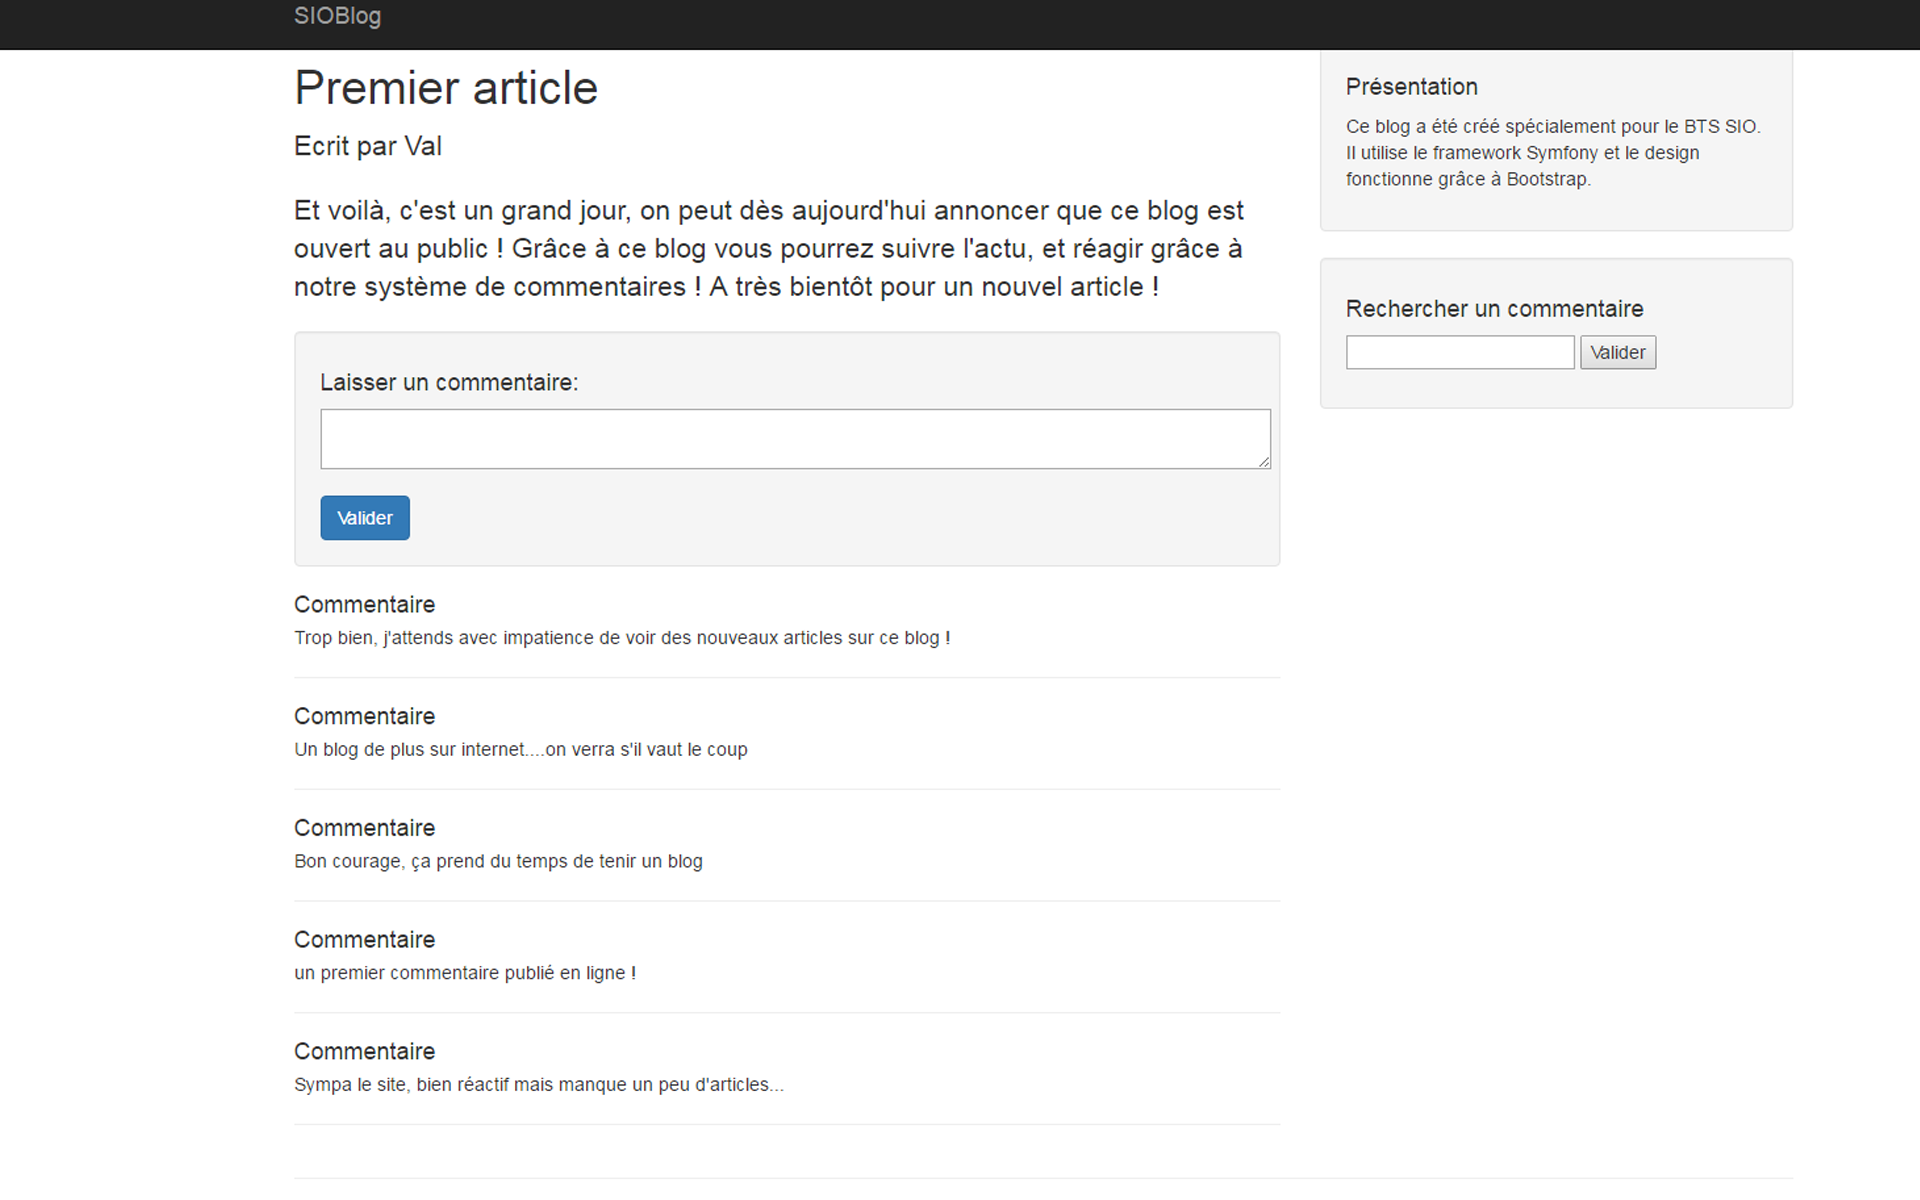 SIOBlog
Premier article
Ecrit par Val
Et voilà, c'est un grand jour, on peut dès aujourd'hui annoncer que ce blog est
ouvert au public ! Grâce à ce blog vous pourrez suivre l'actu, et réagir grâce à
notre système de commentaires ! A très bientôt pour un nouvel article !
Laisser un commentaire:
Valider
Commentaire
Trop bien, j'attends avec impatience de voir des nouveaux articles sur ce blog !
Commentaire
Un blog de plus sur internet....on verra s'il vaut le coup
Commentaire
Bon courage, ça prend du temps de tenir un blog
Commentaire
un premier commentaire publié en ligne !
Commentaire
Sympa le site, bien réactif mais manque un peu d'articles...
Présentation
Ce blog a été créé spécialement pour le BTS SIO.
Il utilise le framework Symfony et le design
fonctionne grâce à Bootstrap.
Rechercher un commentaire
Valider